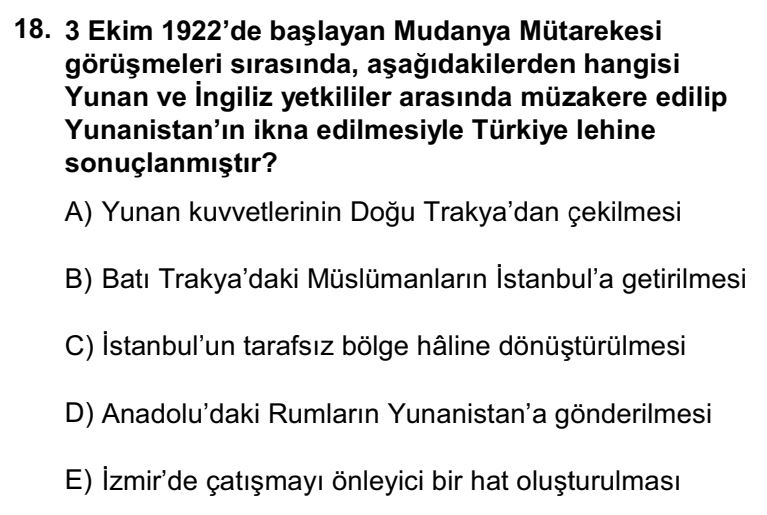 18. 3 Ekim 1922’de başlayan Mudanya Mütarekesi
görüşmeleri sırasında, aşağıdakilerden hangisi
Yunan ve İngiliz yetkililer arasında müzakere edilip
Yunanistan’ın ikna edilmesiyle Türkiye lehine
sonuçlanmıştır?
A) Yunan kuvvetlerinin Doğu Trakya’dan çekilmesi
B) Batı Trakya’daki Müslümanların İstanbul’a getirilmesi
C) İstanbul’un tarafsız bölge hâline dönüştürülmesi
D) Anadolu’daki Rumların Yunanistan’a gönderilmesi
E) İzmir’de çatışmayı önleyici bir hat oluşturulması